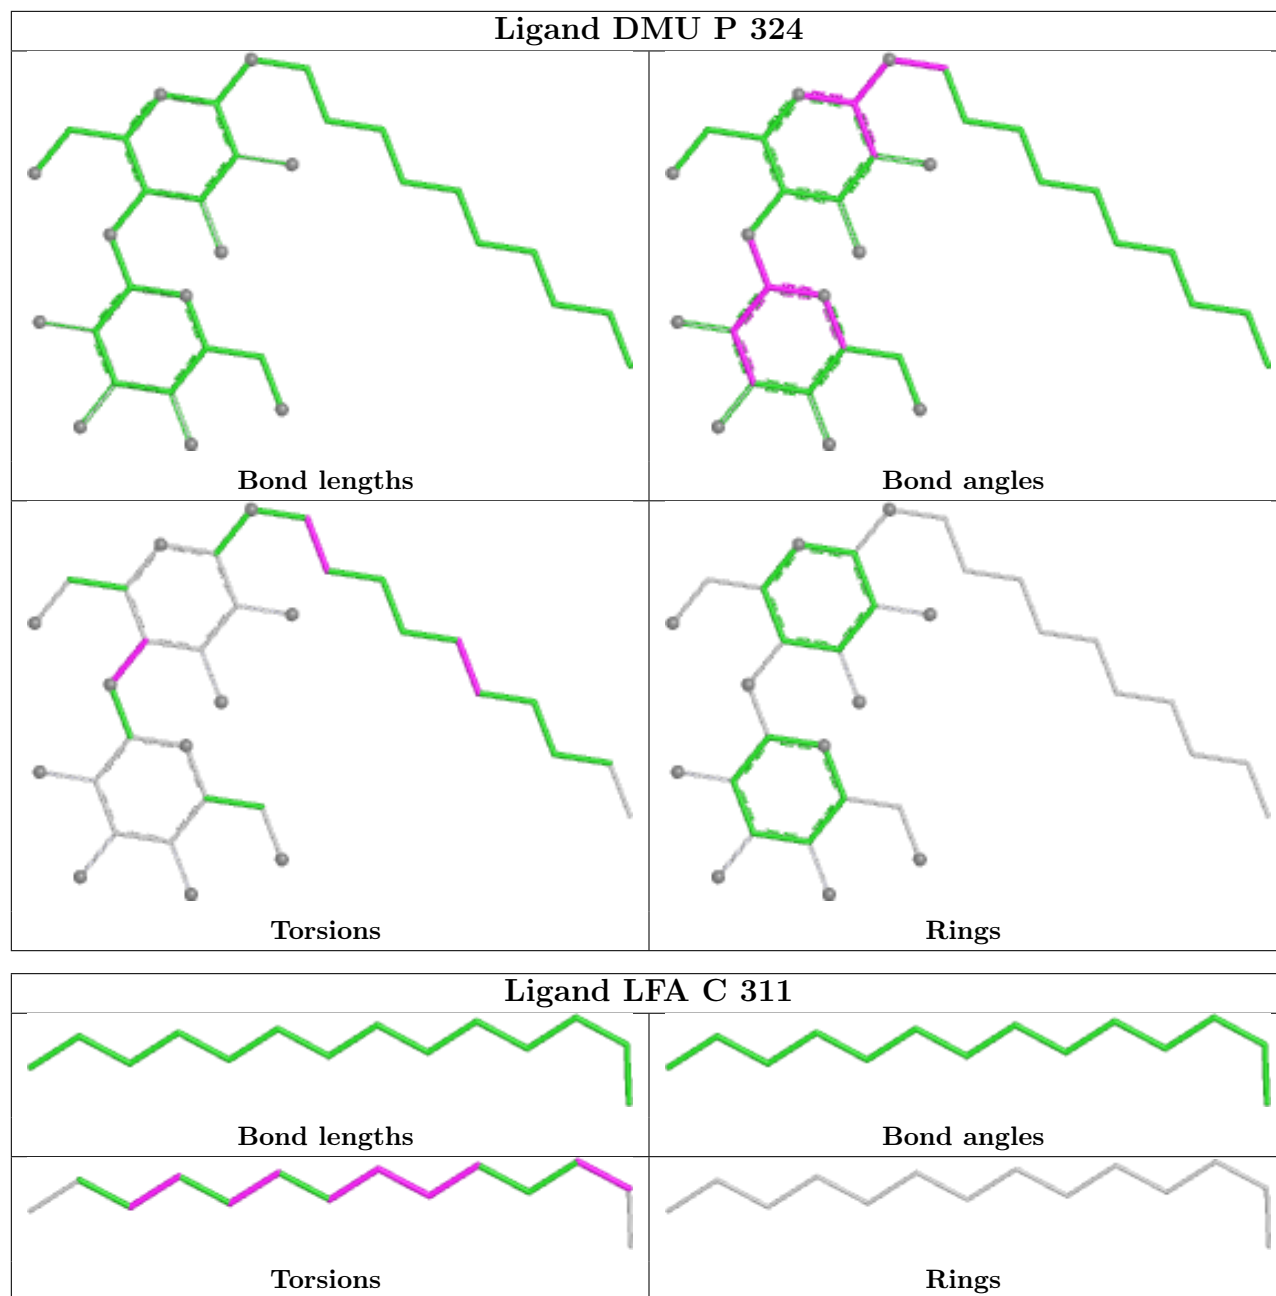 Ligand DMU P 324
Bond lengths
Bond angles
Torsions
Rings
Ligand LFA C 311
Bond lengths
Bond angles
Torsions
Rings